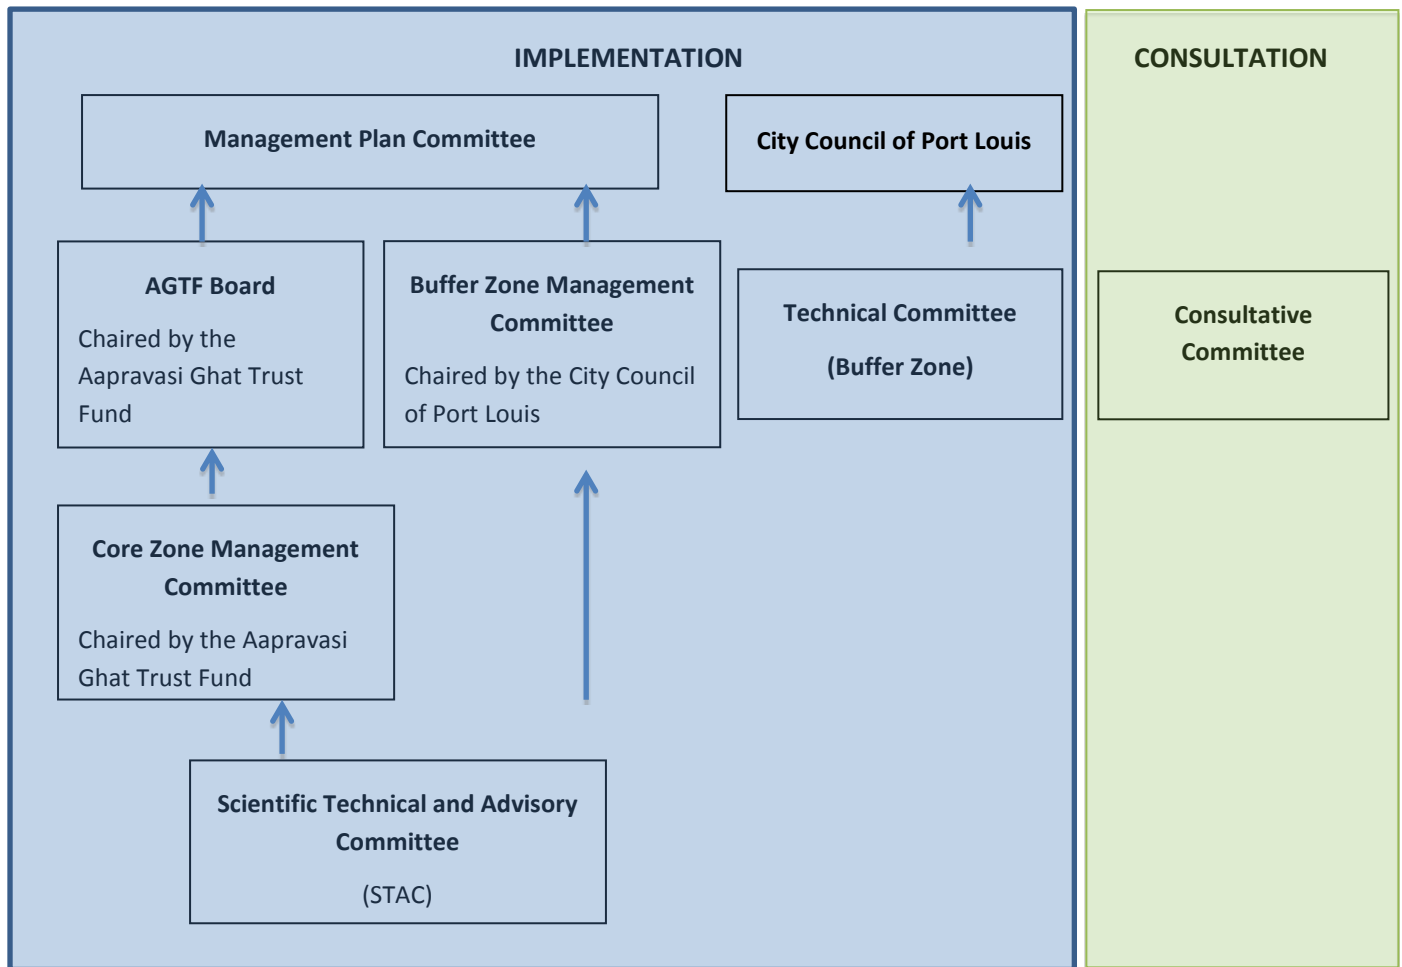 IMPLEMENTATION
CONSULTATION
Management Plan Committee
City Council of Port Louis
AGTF Board
Chaired by the
Aapravasi Ghat Trust
Fund
Buffer Zone Management
Committee
Chaired by the City Council
of Port Louis
Technical Committee
(Buffer Zone)
Consultative
Committee
Core Zone Management
Committee
Chaired by the Aapravasi
Ghat Trust Fund
Scientific Technical and Advisory
Committee
(STAC)